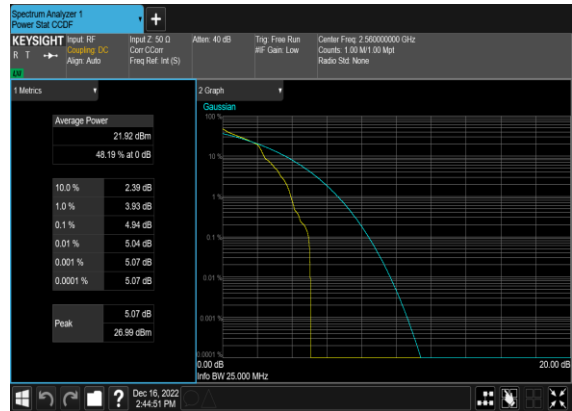 Spectrum Analyzer 1
Power Stat CCDF
+
KEYSIGHT
R T
LV
Input: RF
Coupling: DC
Align: Auto
Input Z: 50 Ω
Corr CCorr
Freq Ref: Int (S)
Atten: 40 dB
Trig: Free Run
#IF Gain: Low
Center Freq: 2.560000000 GHz
Counts: 1.00 M/1.00 Mpt
Radio Std: None
1 Metrics
Average Power
21.92 dBm
48.19 % at 0 dB
10.0 % 2.39 dB
1.0 % 3.93 dB
0.1 % 4.94 dB
0.01 % 5.04 dB
0.001 % 5.07 dB
0.0001 % 5.07 dB
Peak
5.07 dB
26.99 dBm
2 Graph
Gaussian
100 %
10 %
1 %
0.1 %
0.01 %
0.001 %
0.0001 %
0.00 dB
20.00 dB
Info BW 25.000 MHz
?
Dec 16, 2022
2:44:51 PM